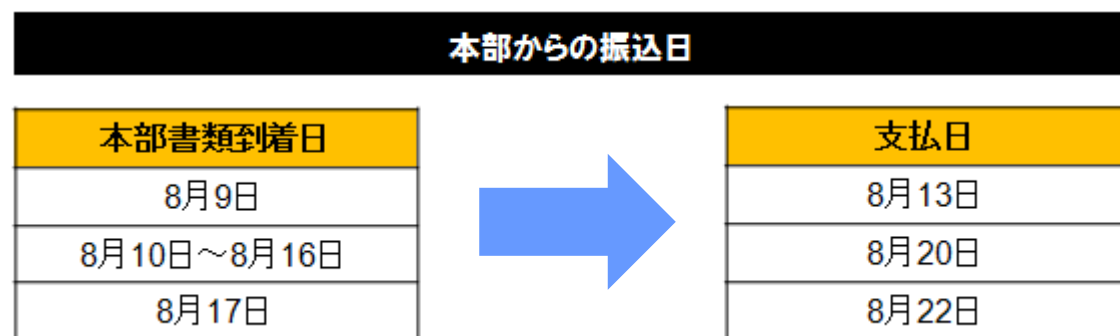 本部からの振込日
本部書類到着日 支払日
8月9日 8月13日
8月10日～8月16日 8月20日
8月17日 8月22日